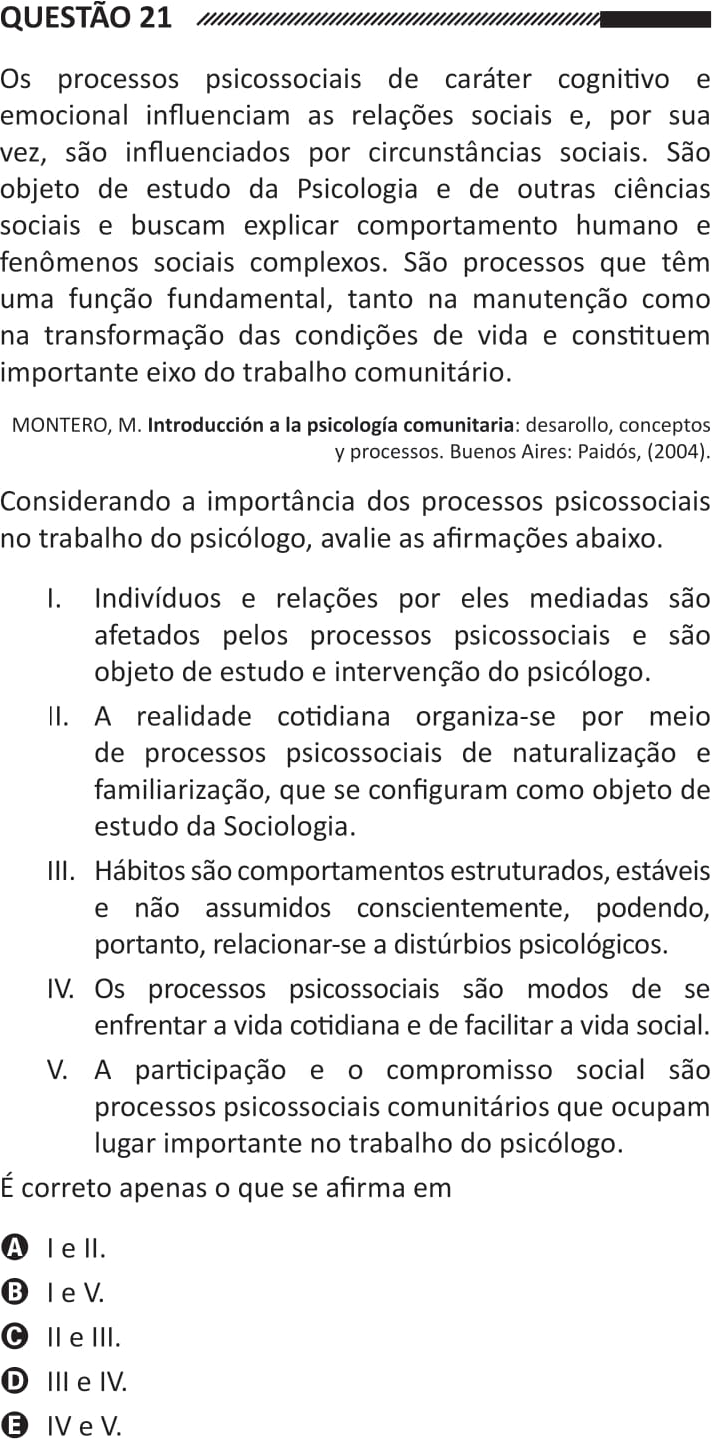 QUESTÃO 21
Os processos psicossociais de caráter cognitivo e
emocional influenciam as relações sociais e, por sua
vez, são influenciados por circunstâncias sociais. São
objeto de estudo da Psicologia e de outras ciências
sociais e buscam explicar comportamento humano e
fenômenos sociais complexos. São processos que têm
uma função fundamental, tanto na manutenção como
na transformação das condições de vida e constituem
importante eixo do trabalho comunitário.
MONTERO, M. Introducción a la psicología comunitaria: desarollo, conceptos
y processos. Buenos Aires: Paidós, (2004).
Considerando a importância dos processos psicossociais
no trabalho do psicólogo, avalie as afirmações abaixo.
I. Indivíduos e relações por eles mediadas são
afetados pelos processos psicossociais e são
objeto de estudo e intervenção do psicólogo.
II. A realidade cotidiana organiza-se por meio
de processos psicossociais de naturalização e
familiarização, que se configuram como objeto de
estudo da Sociologia.
III. Hábitos são comportamentos estruturados, estáveis
e não assumidos conscientemente, podendo,
portanto, relacionar-se a distúrbios psicológicos.
IV. Os processos psicossociais são modos de se
enfrentar a vida cotidiana e de facilitar a vida social.
V. A participação e o compromisso social são
processos psicossociais comunitários que ocupam
lugar importante no trabalho do psicólogo.
É correto apenas o que se afirma em
A I e II.
B I e V.
C II e III.
D III e IV.
E IV e V.